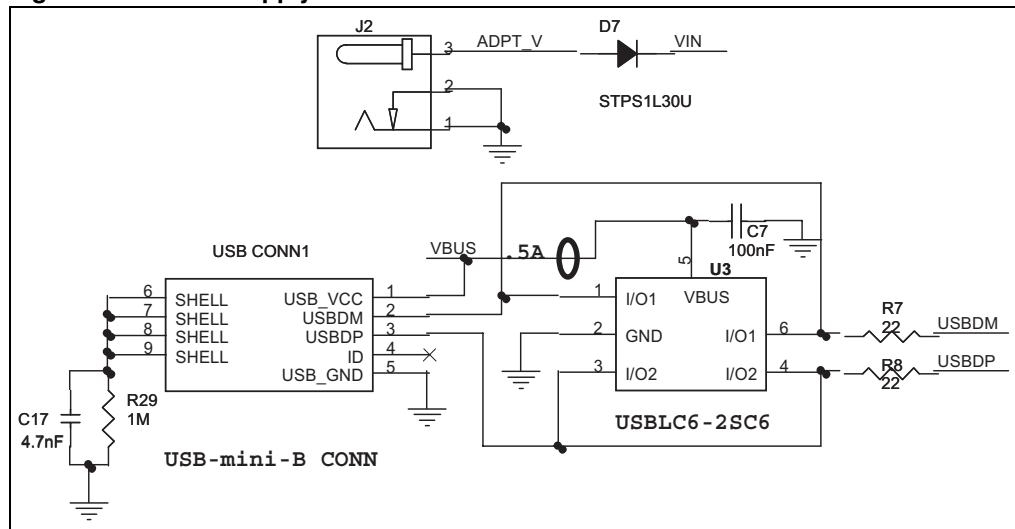 J2
D7
3
ADPT_V
VIN
2
STPS1L30U
1
USB CONN1
VBUS
.5A
C7
100nF
5
U3
6
SHELL
USB_VCC
1
7
SHELL
USBDM
2
8
SHELL
USBDP
3
9
SHELL
ID
4
USB_GND
5
1
I/O1
VBUS
2
GND
I/O1
6
3
I/O2
I/O2
4
R7
22
USBDM
R8
22
USBDP
USBLC6-2SC6
C17
4.7nF
R29
1M
USB-mini-B CONN